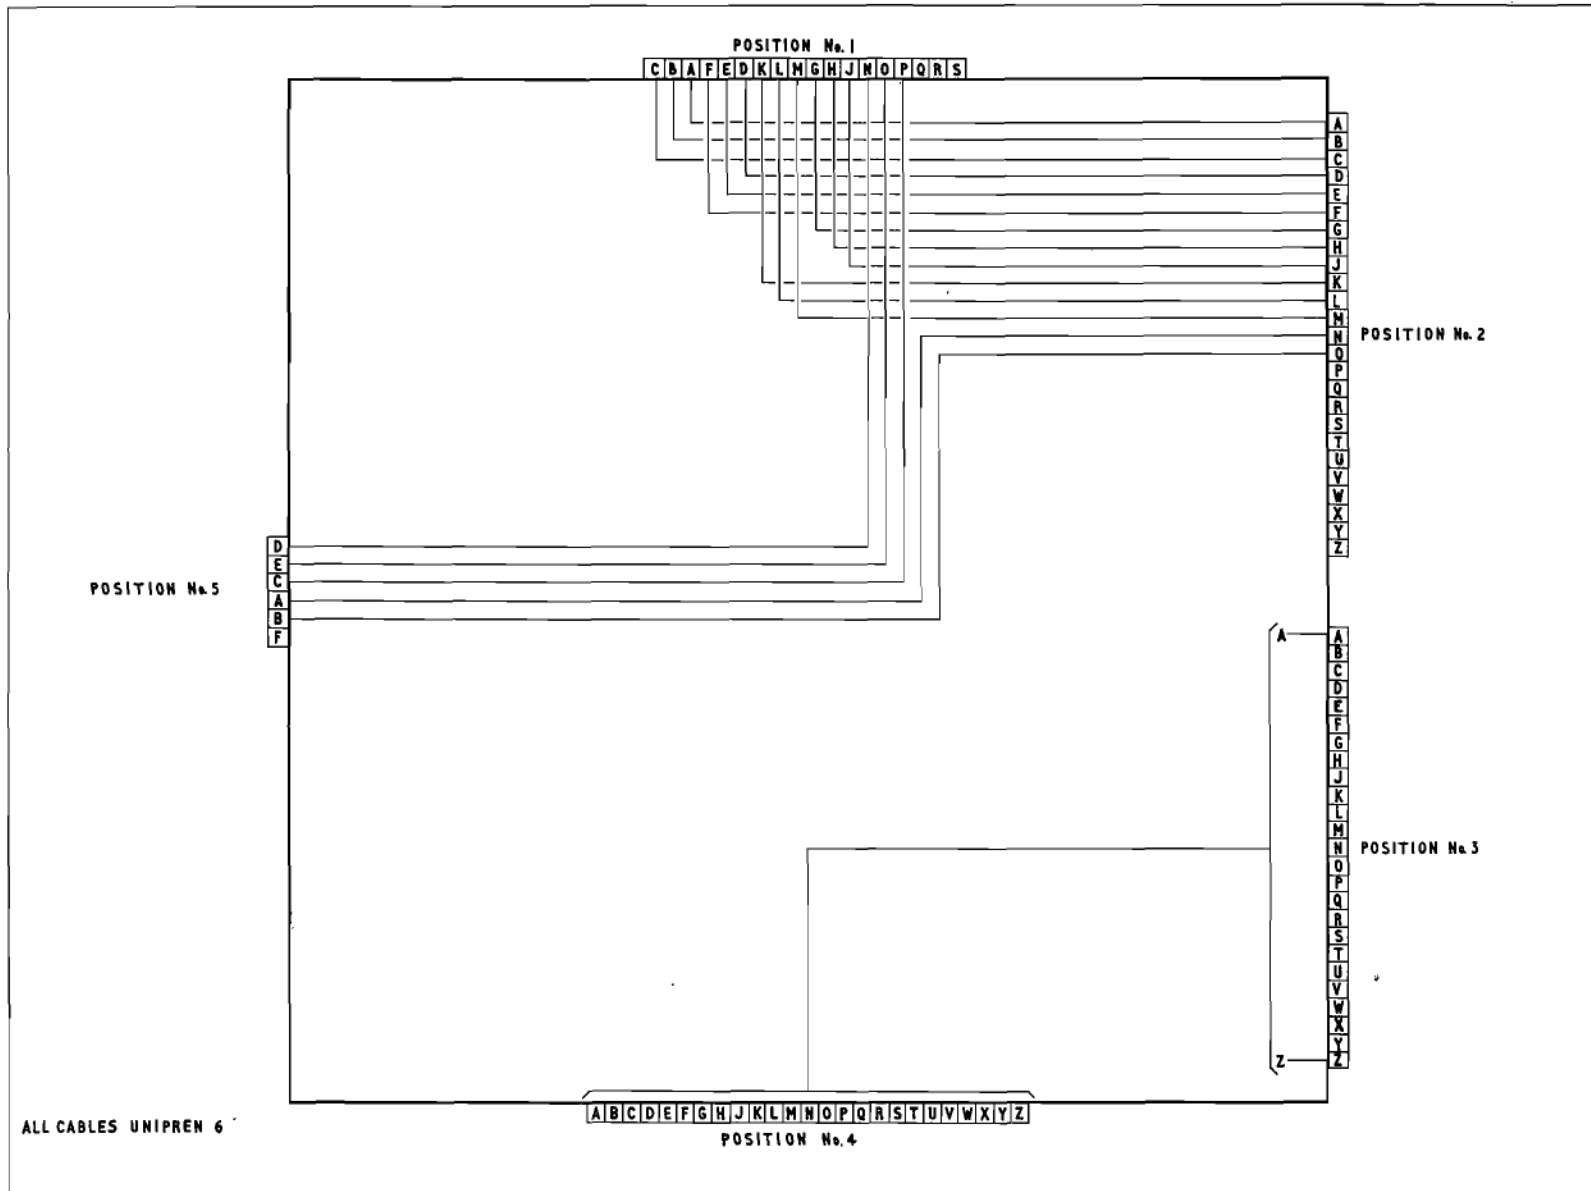 POSITION No. 1
C B A F E D K L M G H J N O P Q R S
A
B
C
D
E
F
G
H
J
K
L
M
N
O
P
Q
R
S
T
U
V
W
X
Y
Z
POSITION No. 2
D
E
C
A
B
F
POSITION No. 5
A
Z
A
B
C
D
E
F
G
H
J
K
L
M
N
O
P
Q
R
S
T
U
V
W
X
Y
Z
POSITION No. 3
A B C D E F G H J K L M N O P Q R S T U V W X Y Z
POSITION No. 4
ALL CABLES UNIPREN 6